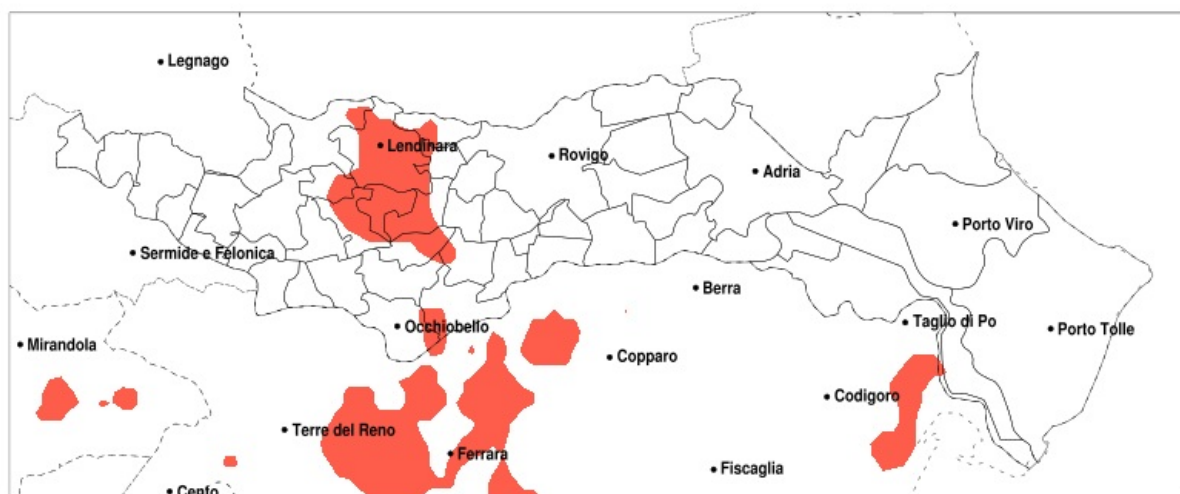 Legnago
Lendinara
Rovigo
Adria
Porto Viro
Sermide e Felonica
Berra
Taglio di Po
Occhiobello
Porto Tolle
Mirandola
Copparo
Codigoro
Terre del Reno
Ferrara
Fiscaglia
Cento